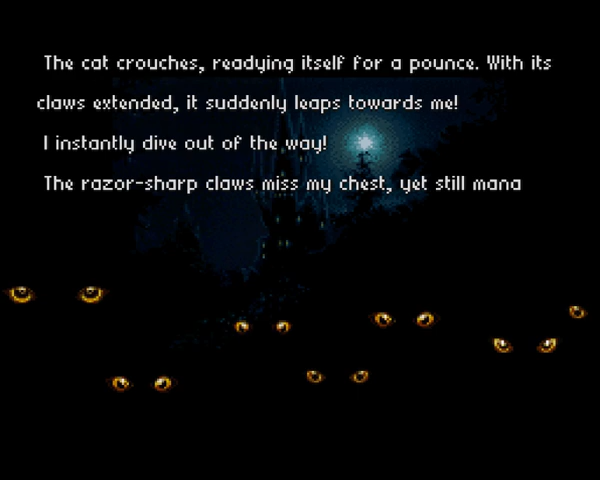 The cat crouches, readying itself for a pounce. With its
claws extended, it suddenly leaps towards me!
I instantly dive out of the way!
The razor-sharp claws miss my chest, yet still mana